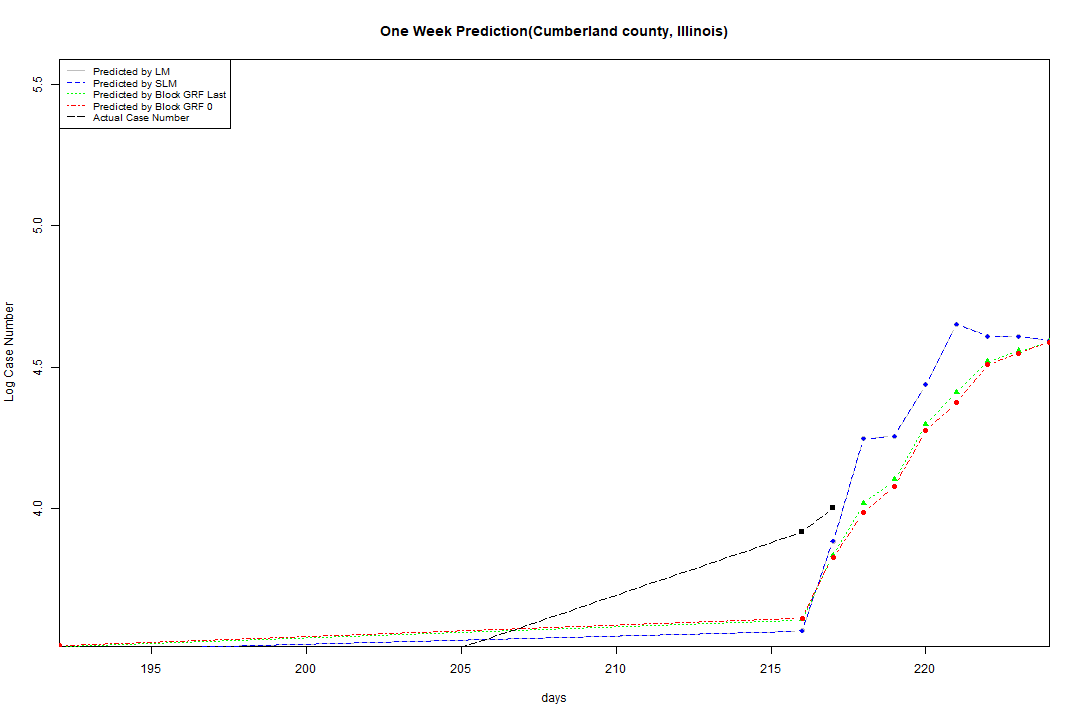 One Week Prediction(Cumberland county, Illinois)
Predicted by LM
Predicted by SLM
Predicted by Block GRF Last
Predicted by Block GRF 0
Actual Case Number
5.5
5.0
4.5
4.0
Log Case Number
195 200 205 210 215 220
days